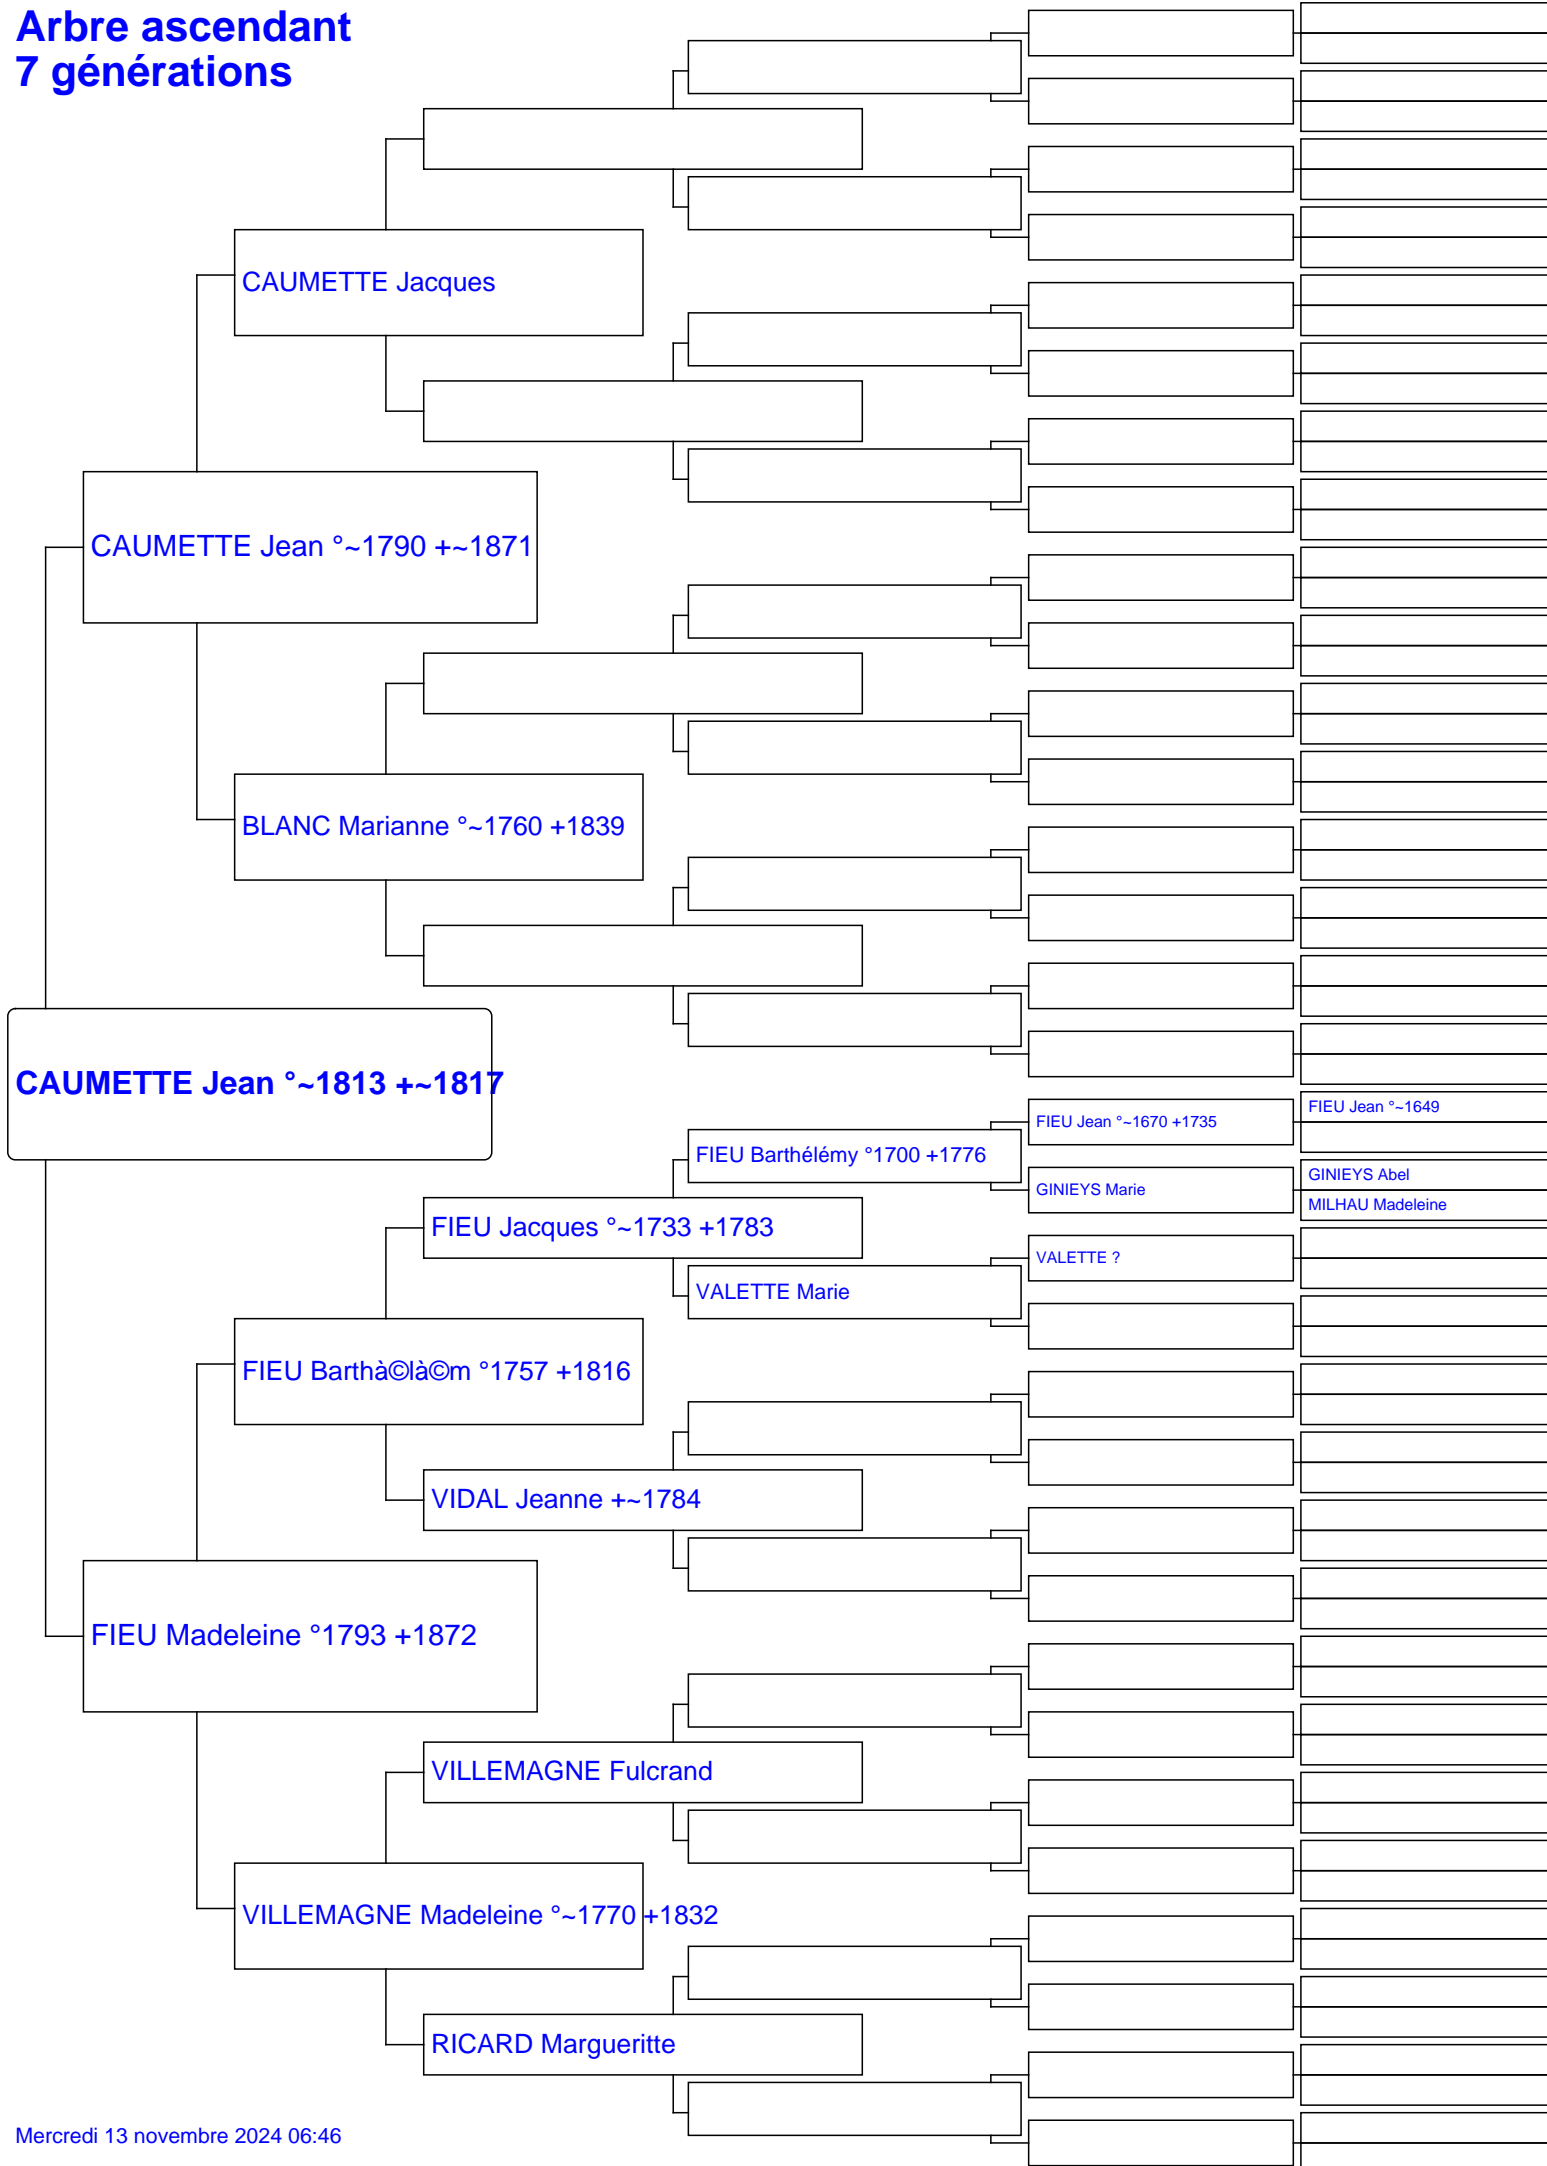 Arbre ascendant
7 générations
CAUMETTE Jacques
CAUMETTE Jean °~1790 +~1871
BLANC Marianne °~1760 +1839
CAUMETTE Jean °~1813 +~1817
FIEU Jean °~1670 +1735
FIEU Jean °~1649
FIEU Barthélémy °1700 +1776
GINIEYS Marie
GINIEYS Abel
MILHAU Madeleine
FIEU Jacques °~1733 +1783
VALETTE ?
VALETTE Marie
FIEU Barthà©là©m °1757 +1816
VIDAL Jeanne +~1784
FIEU Madeleine °1793 +1872
VILLEMAGNE Fulcrand
VILLEMAGNE Madeleine °~1770 +1832
RICARD Margueritte
Mercredi 13 novembre 2024 06:46